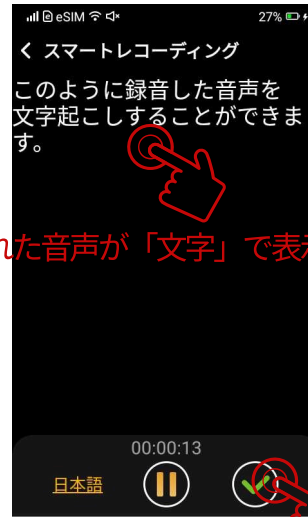 eSIM 27%
スマートレコーディング
このように録音した音声を
文字起こしすることができま
す。
れた音声が「文字」で表示
00:00:13
日本語